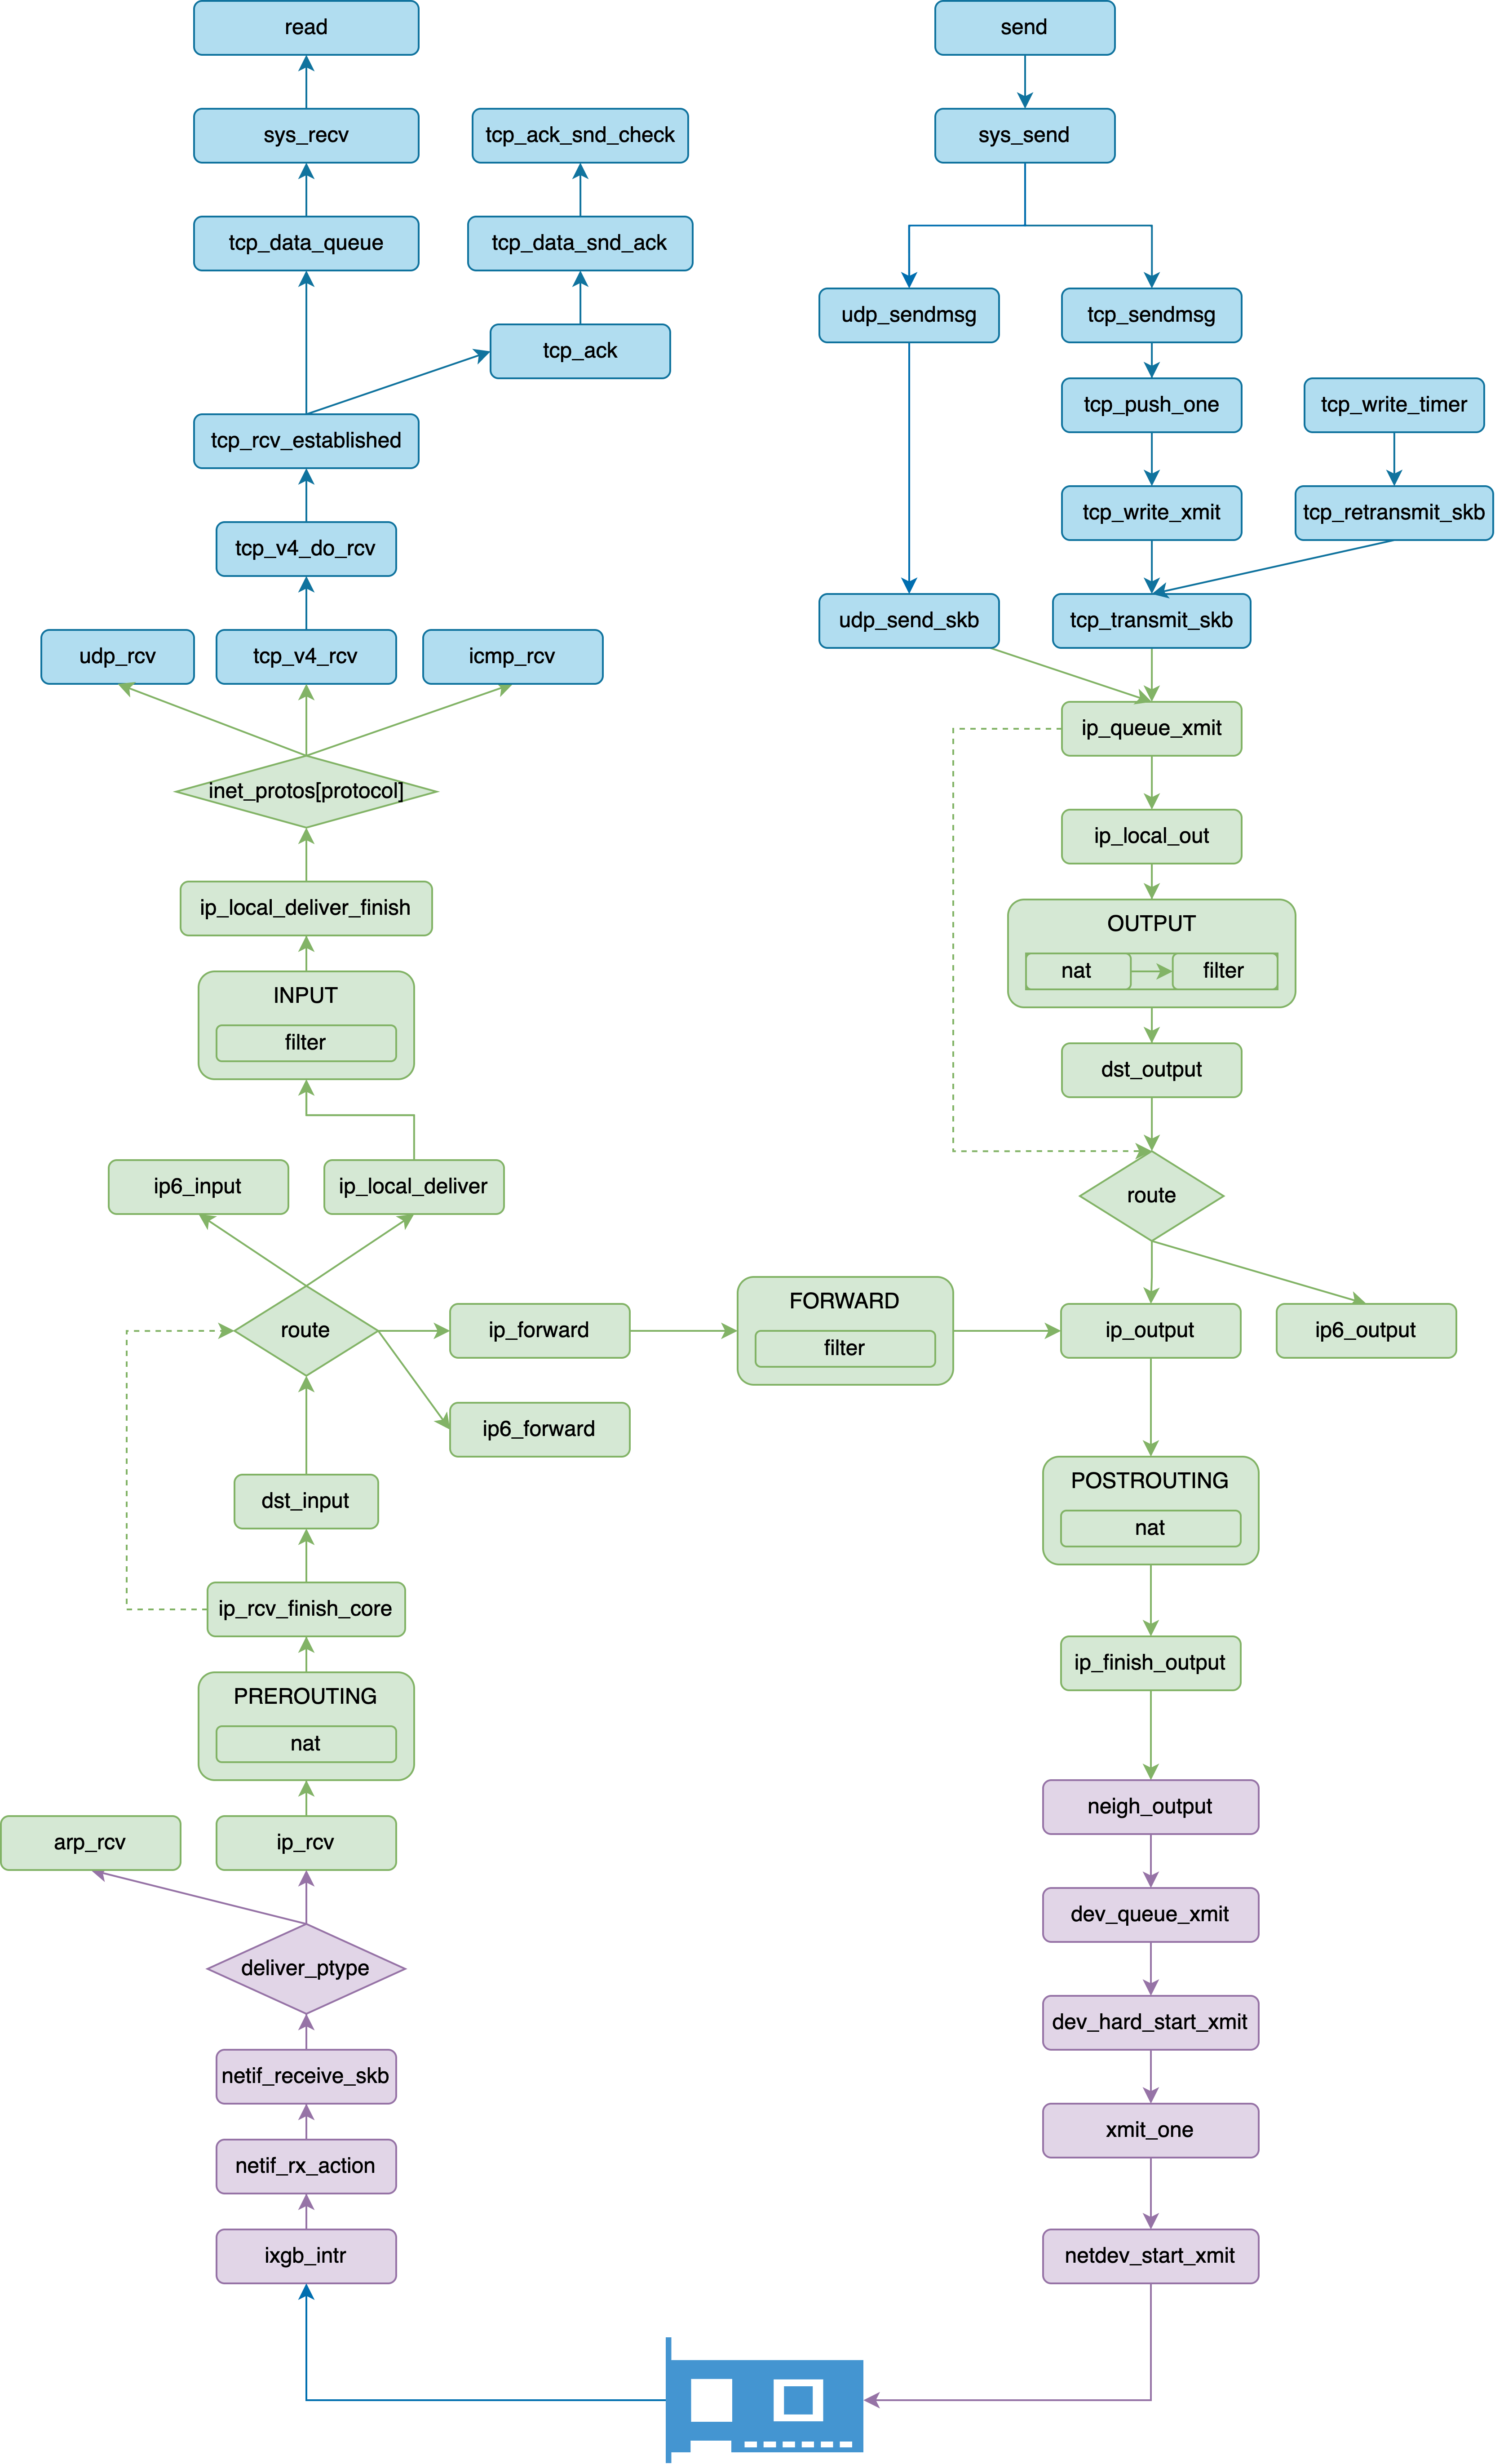 read
send
sys_recv
tcp_ack_snd_check
sys_send
tcp_data_queue
tcp_data_snd_ack
udp_sendmsg
tcp_sendmsg
tcp_ack
tcp_push_one
tcp_write_timer
tcp_rcv_established
tcp_write_xmit
tcp_retransmit_skb
tcp_v4_do_rcv
udp_send_skb
tcp_transmit_skb
udp_rcv
tcp_v4_rcv
icmp_rcv
ip_queue_xmit
inet_protos[protocol]
ip_local_out
ip_local_deliver_finish
OUTPUT
nat
filter
INPUT
filter
dst_output
ip6_input
ip_local_deliver
route
route
ip_forward
FORWARD
filter
ip_output
ip6_output
ip6_forward
dst_input
POSTROUTING
nat
ip_rcv_finish_core
ip_finish_output
PREROUTING
nat
neigh_output
arp_rcv
ip_rcv
dev_queue_xmit
deliver_ptype
dev_hard_start_xmit
netif_receive_skb
xmit_one
netif_rx_action
ixgb_intr
netdev_start_xmit